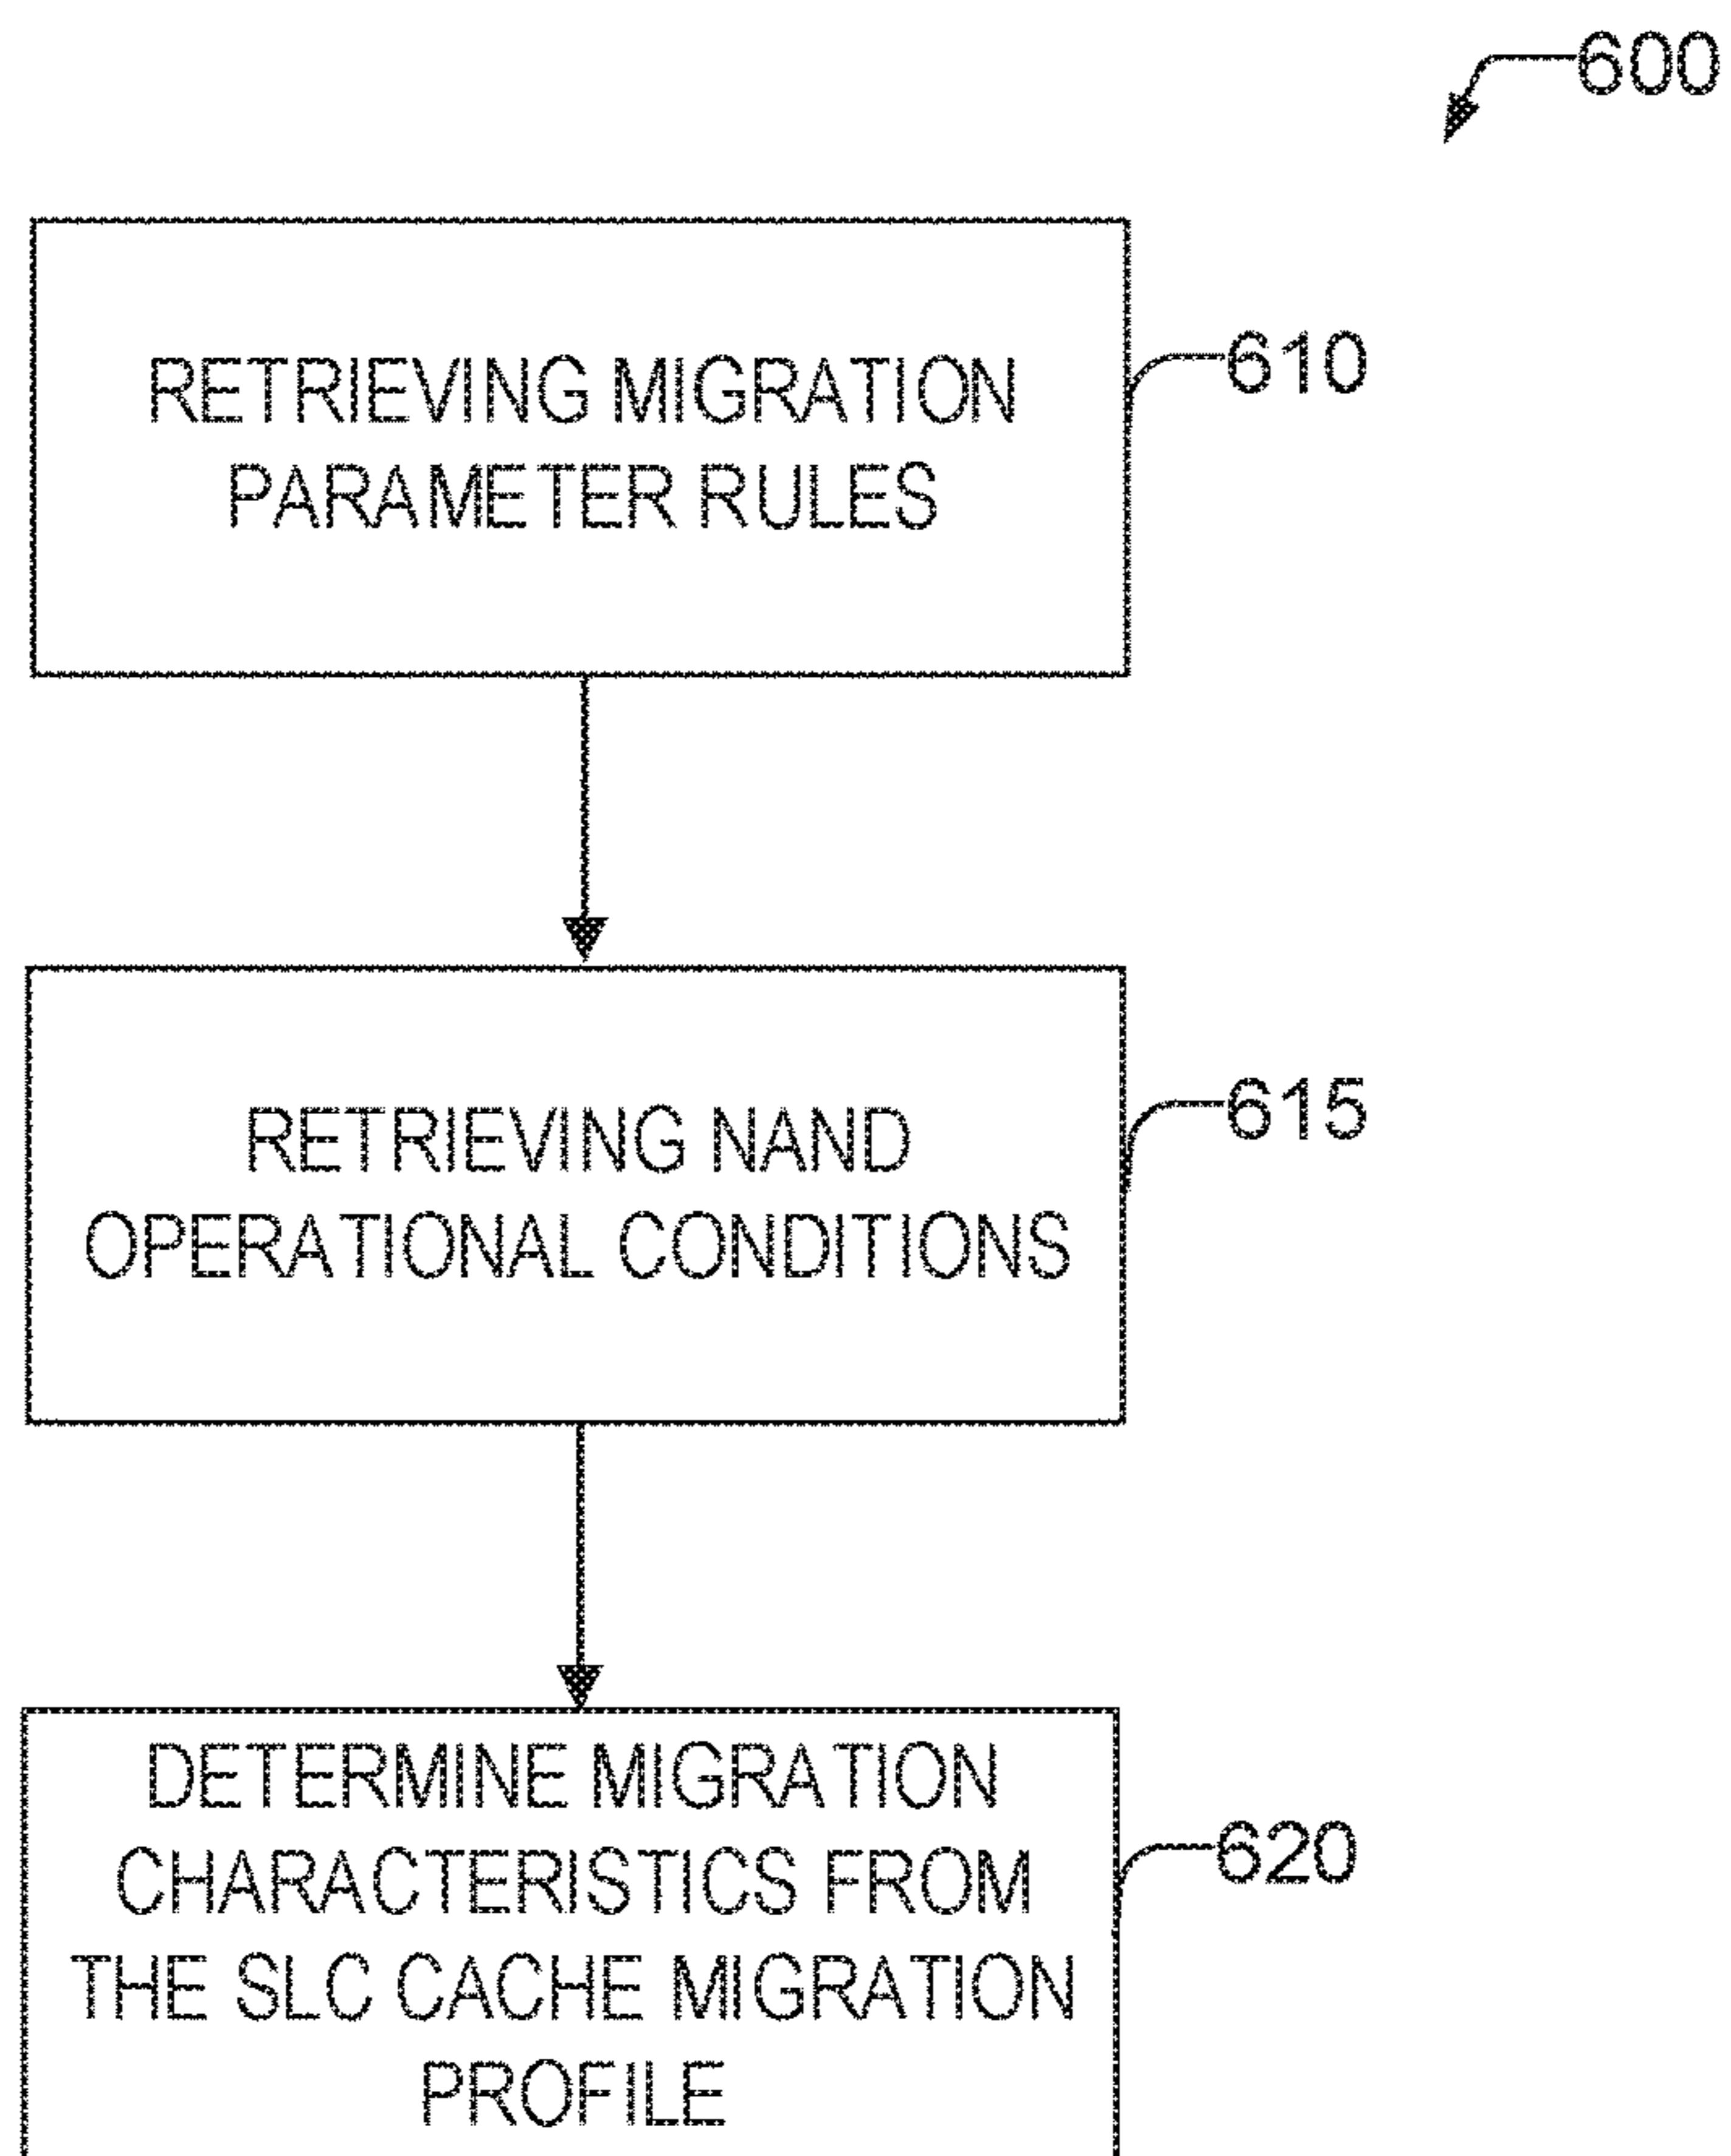 600
RETRIEVING MIGRATION
PARAMETER RULES
610
RETRIEVING NAND
OPERATIONAL CONDITIONS
615
DETERMINE MIGRATION
CHARACTERISTICS FROM
THE SLC CACHE MIGRATION
PROFILE
620